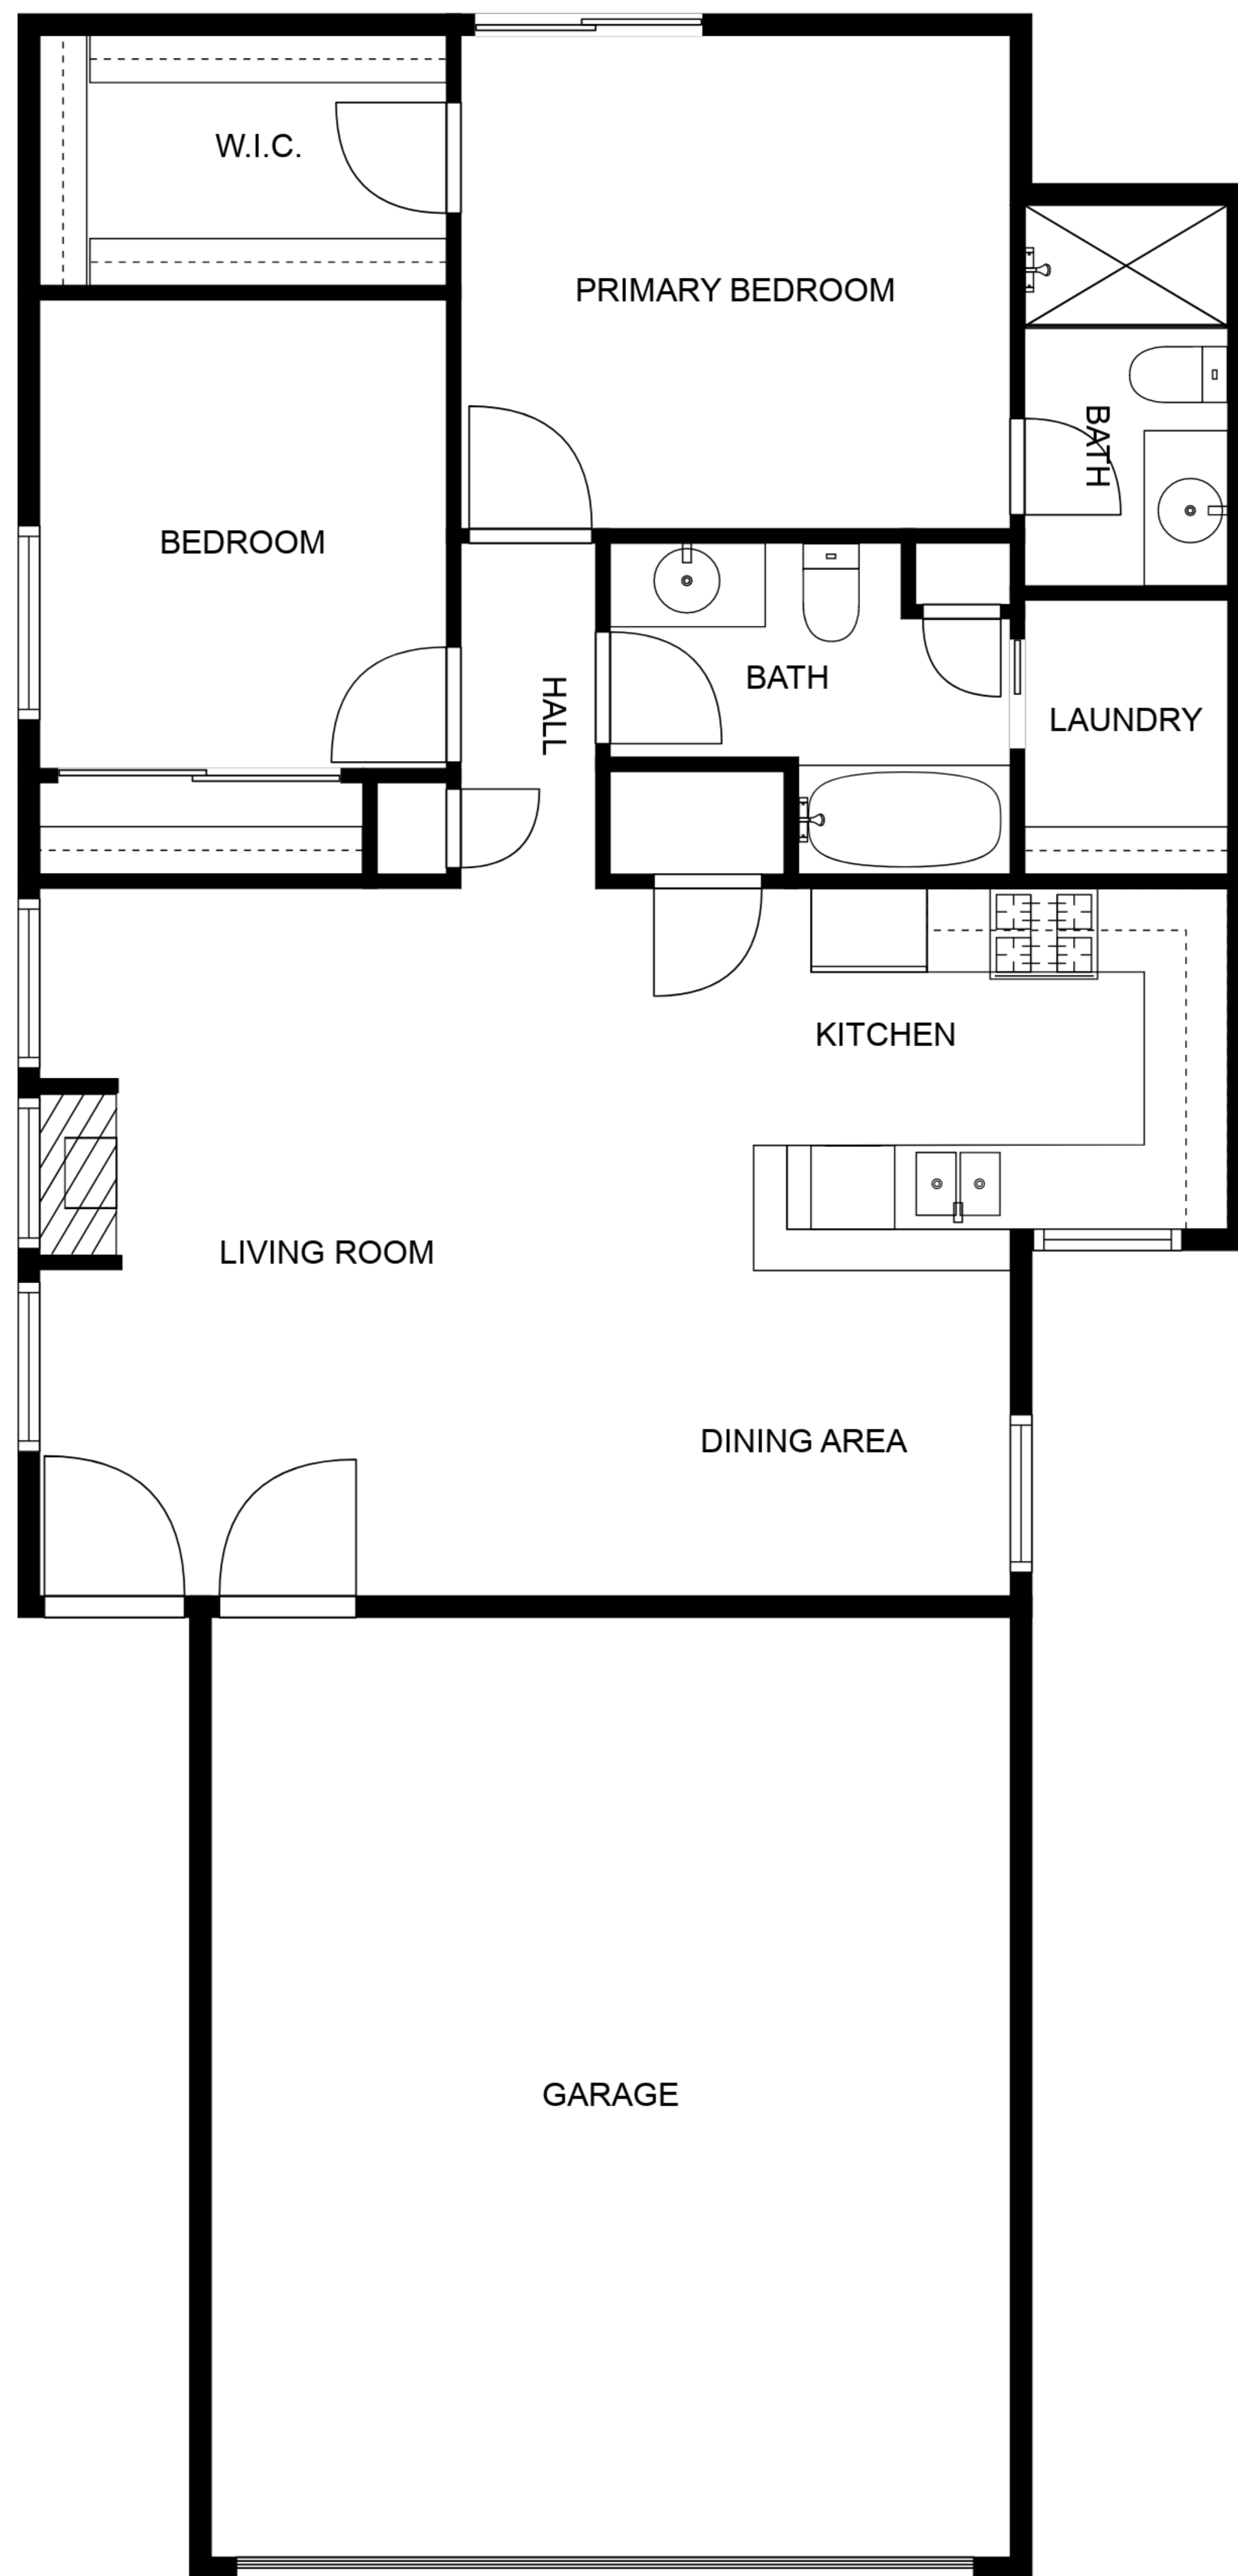 W.I.C.
PRIMARY BEDROOM
BATH
BEDROOM
HALL
BATH
LAUNDRY
KITCHEN
LIVING ROOM
DINING AREA
GARAGE